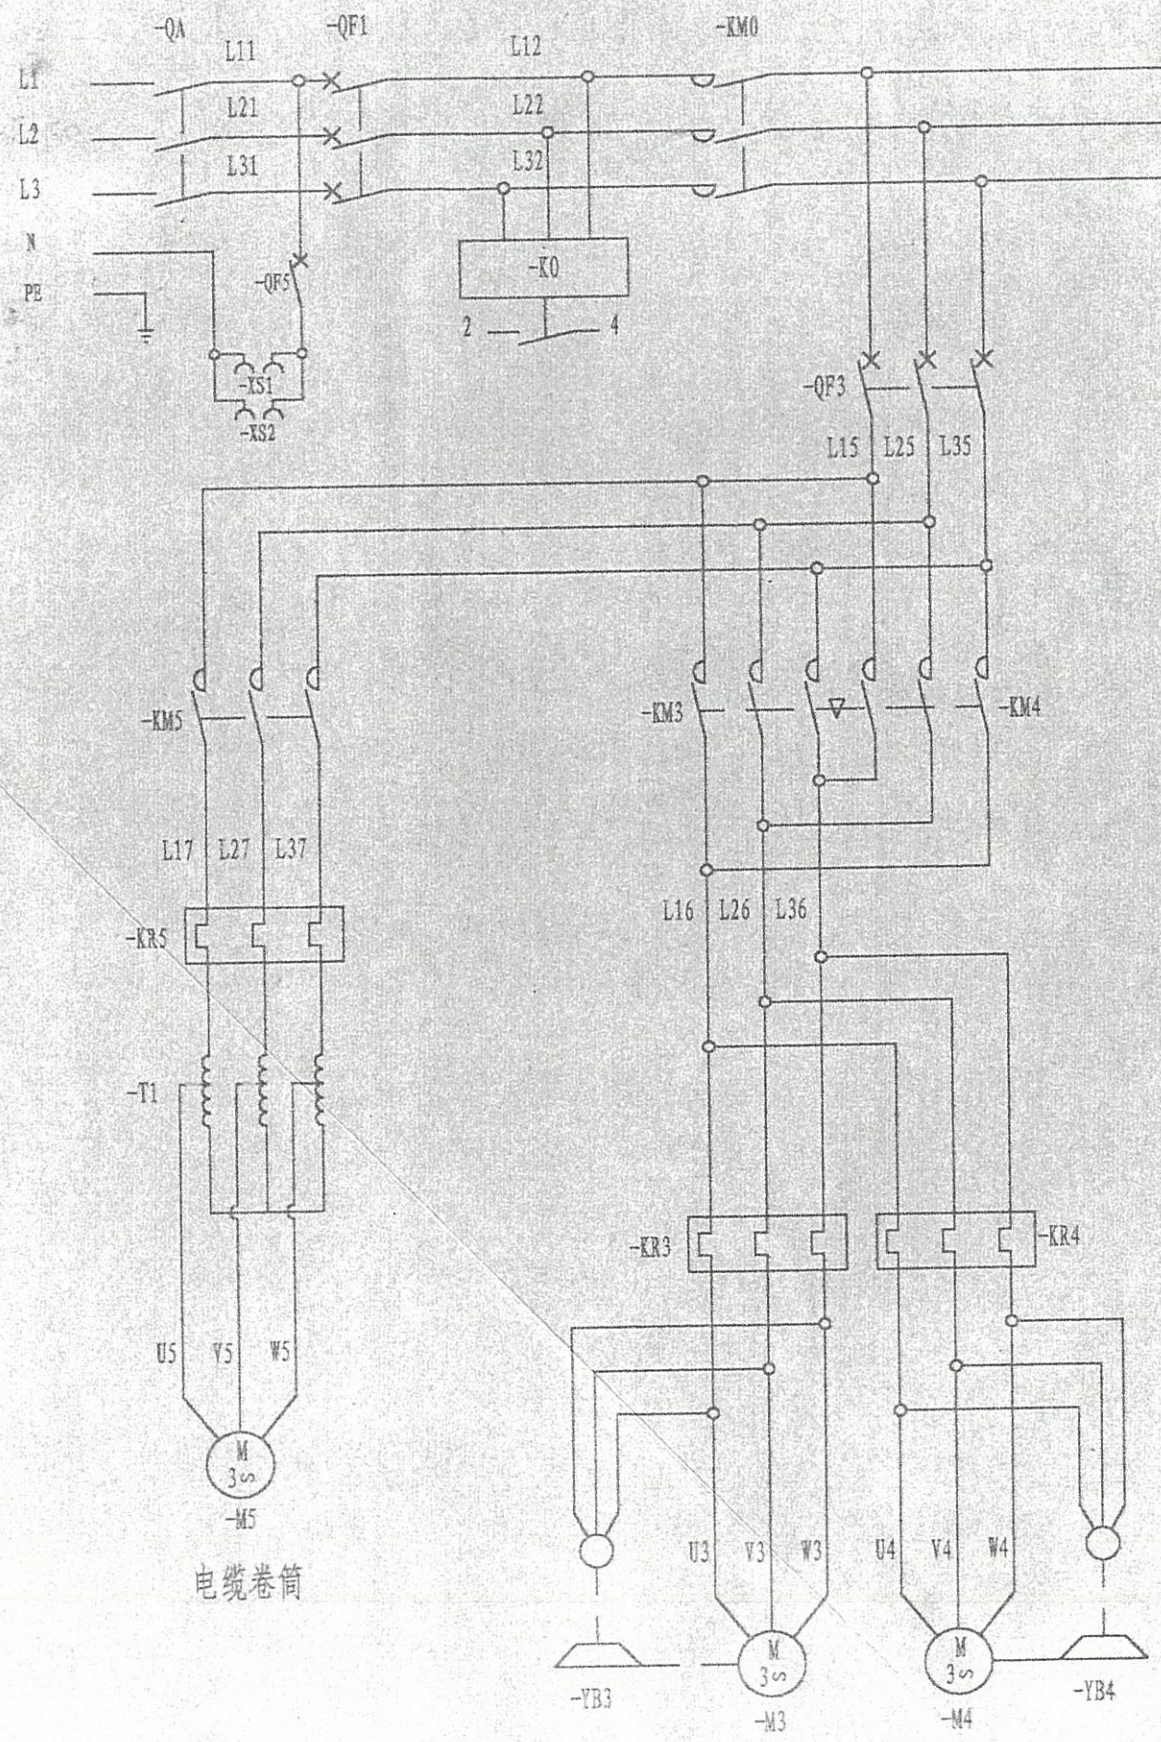 -QA -QF1 -KM0
L1 L11 L12
L2 L21 L22
L3 L31 L32
N
PE -QF5 -K0
2 4
-XS1 -QF3
-XS2
L15 L25 L35
-KM5 -KM3 -KM4
L17 L27 L37
L16 L26 L36
-KR5
-T1
-KR3 -KR4
U5 V5 W5
M
3∽
-M5
电缆卷筒
U3 V3 W3 U4 V4 W4
M M
3∽ 3∽
-YB3 -YB4
-M3 -M4